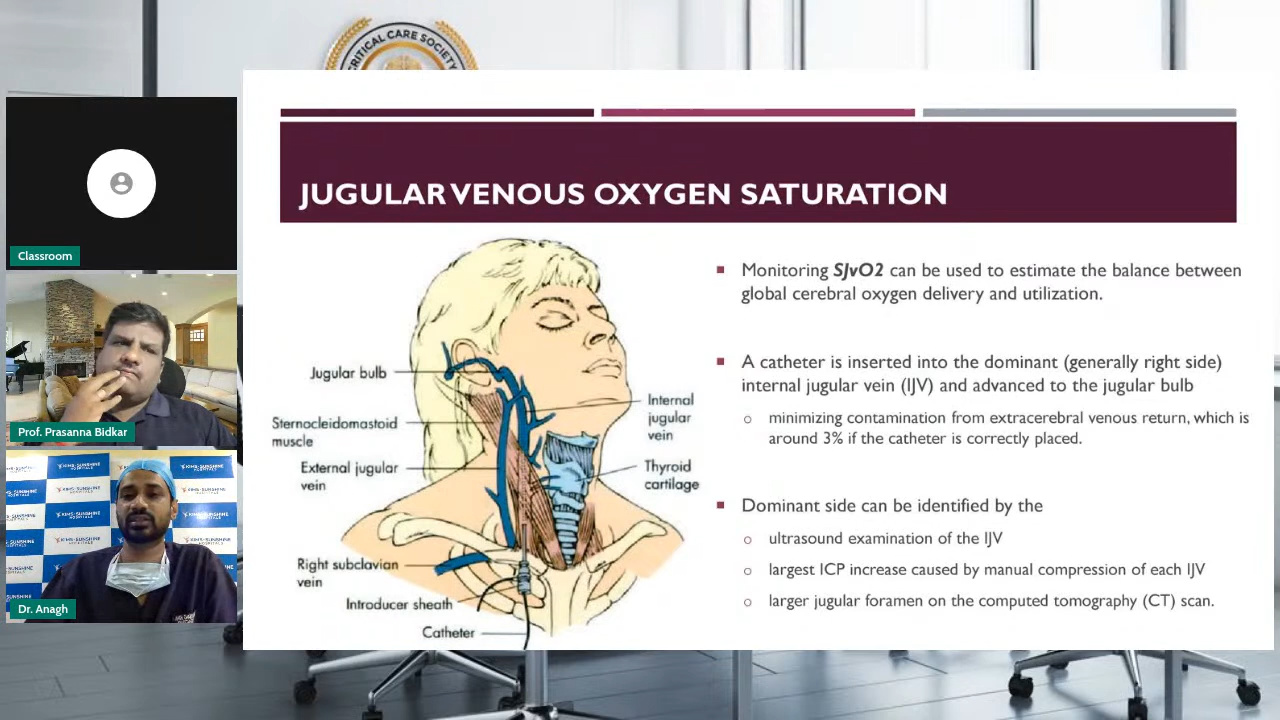 CRITICAL CARE SOCIETY
JUGULAR VENOUS OXYGEN SATURATION
Monitoring SJvO2 can be used to estimate the balance between
global cerebral oxygen delivery and utilization.
A catheter is inserted into the dominant (generally right side)
internal jugular vein (IJV) and advanced to the jugular bulb
minimizing contamination from extracerebral venous return, which is
around 3% if the catheter is correctly placed.
Dominant side can be identified by the
ultrasound examination of the IJV
largest ICP increase caused by manual compression of each IJV
larger jugular foramen on the computed tomography (CT) scan.
Jugular bulb
Sternocleidomastoid
muscle
External jugular
vein
Right subclavian
vein
Introducer sheath
Catheter
Internal
jugular
vein
Thyroid
cartilage
Classroom
Prof. Prasanna Bidkar
KIMS-SUNSHINE
HOSPITALS
Dr. Anagh